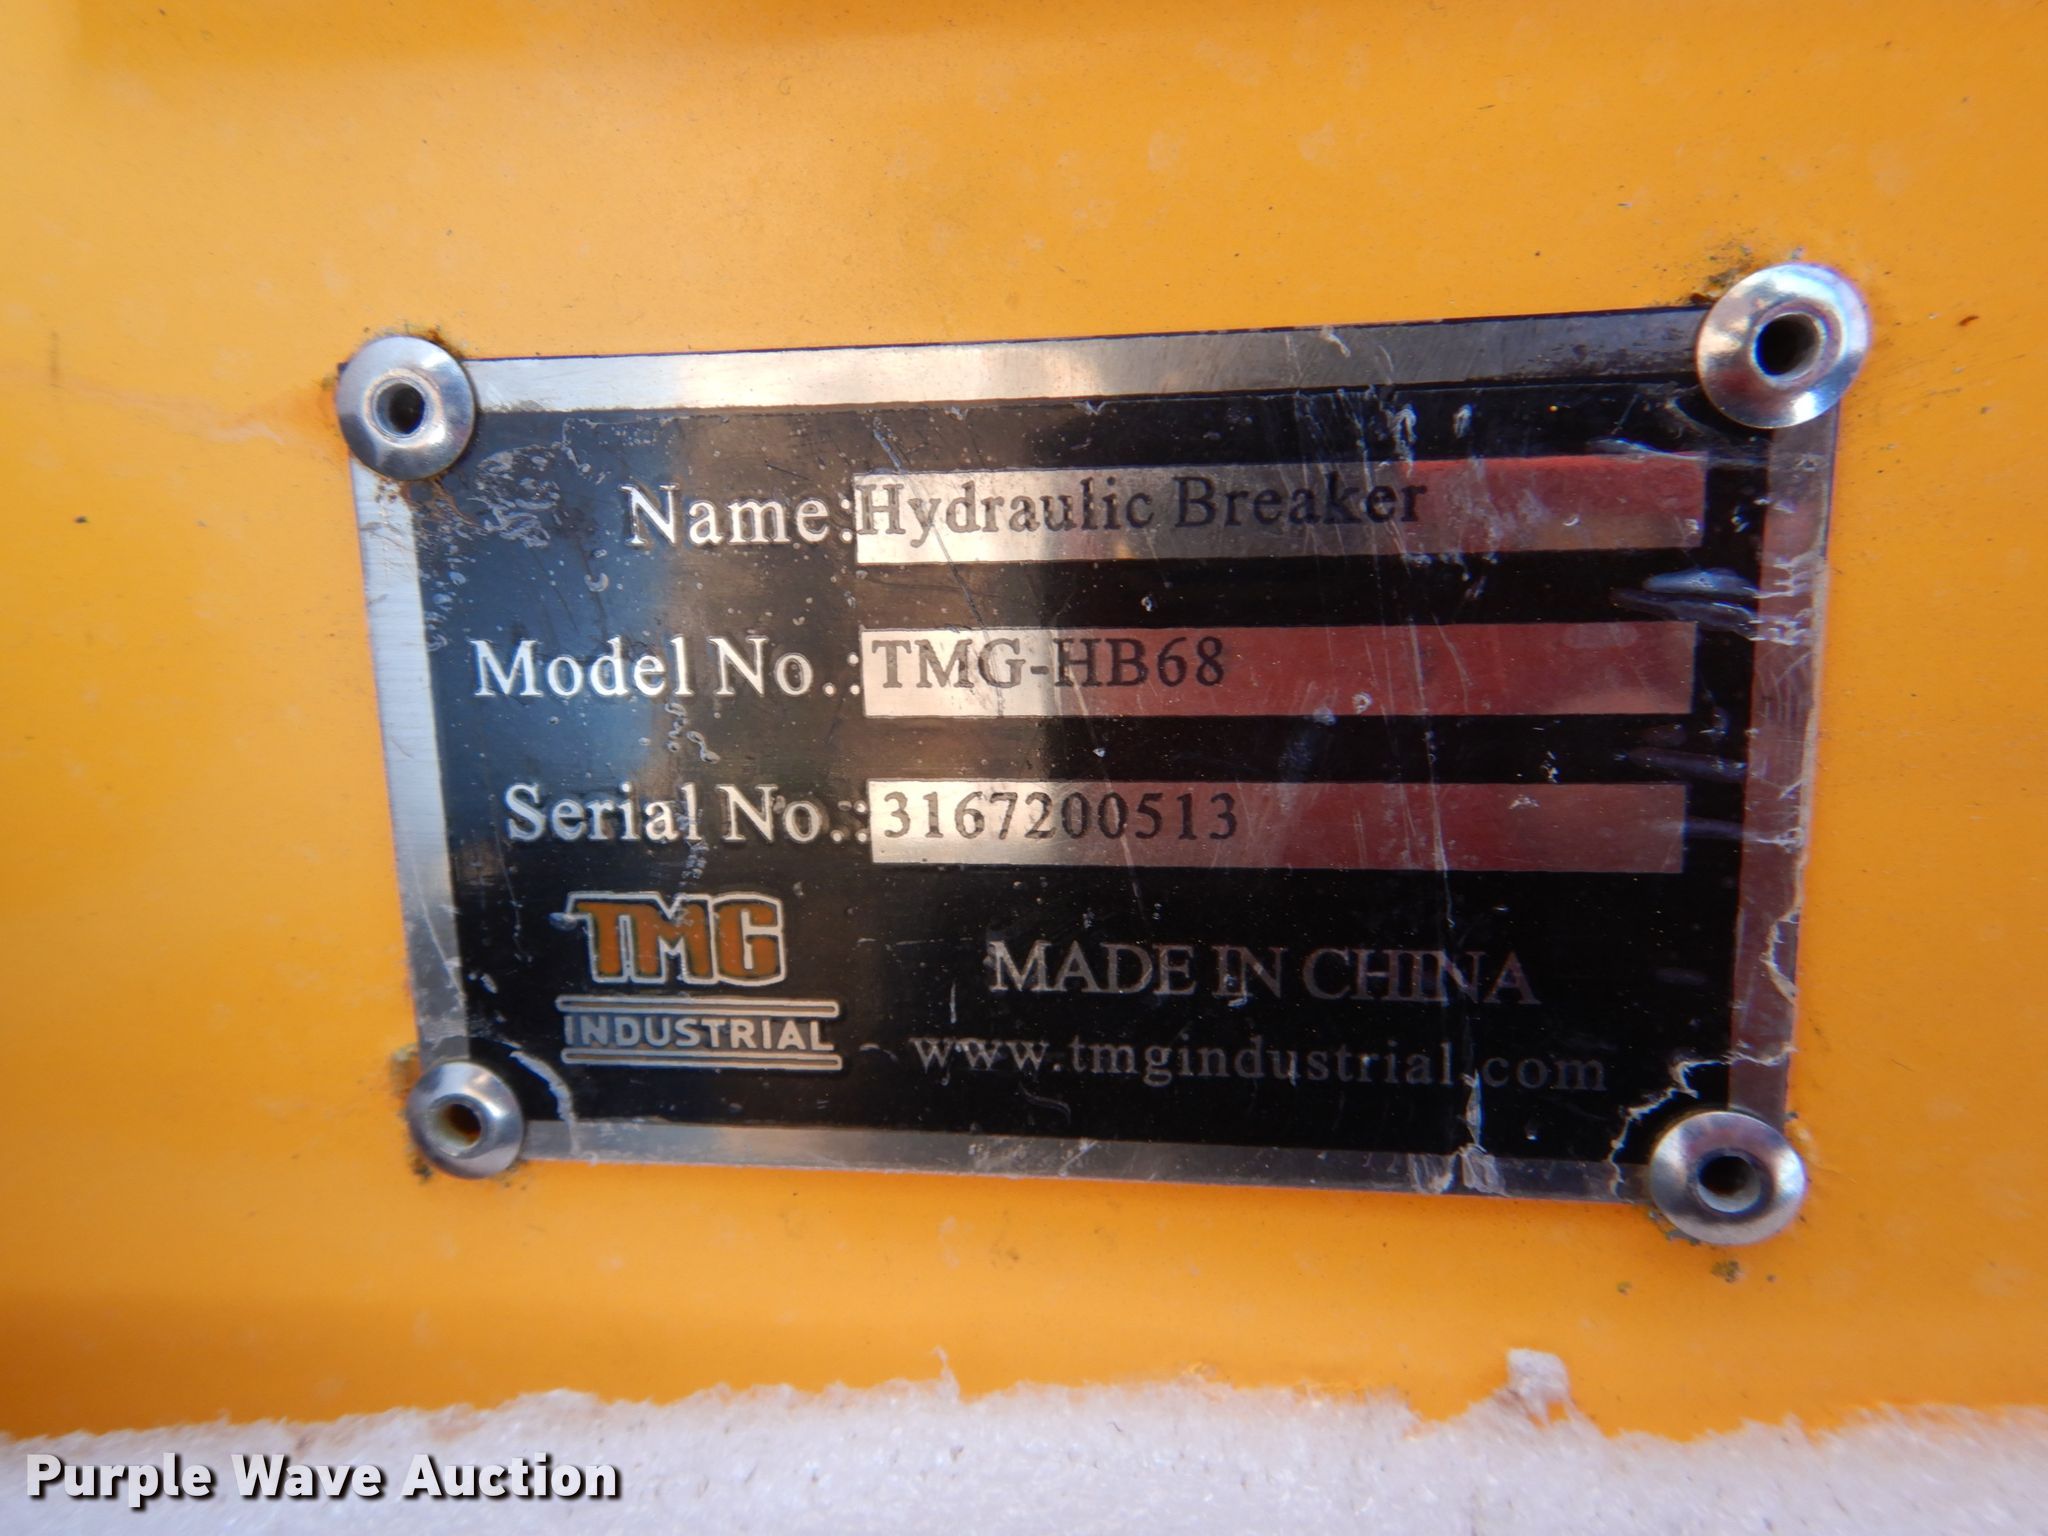 Name: Hydraulic Breaker
Model No.: TMG-HB68
Serial No.: 3167200513
TMG
INDUSTRIAL
MADE IN CHINA
www.tmgindustrial.com
Purple Wave Auction